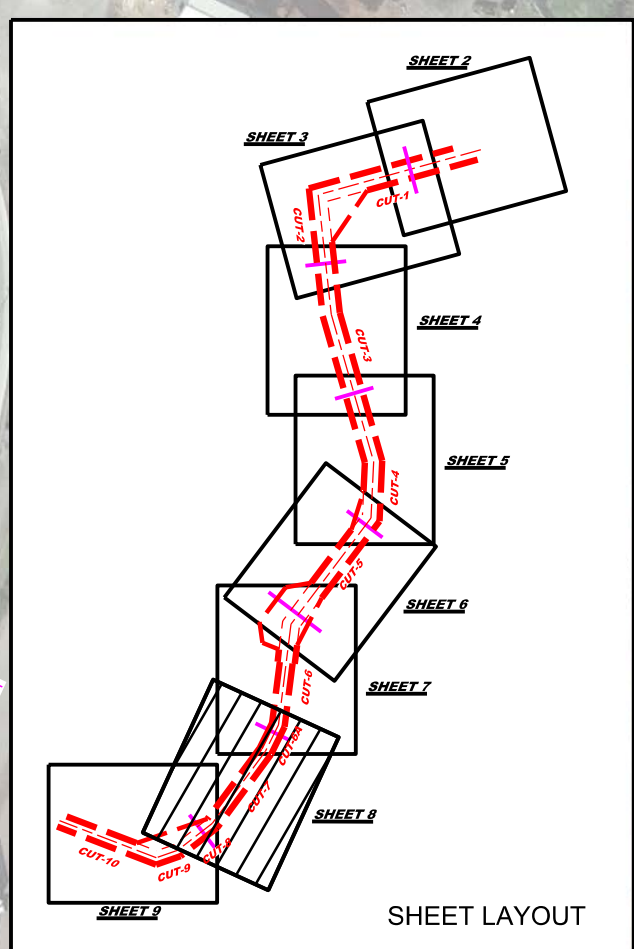 SHEET 2
SHEET 3
CUT-1
CUT-2
SHEET 4
CUT-3
SHEET 5
CUT-4
CUT-5
SHEET 6
CUT-6
SHEET 7
CUT-6A
CUT-7
SHEET 8
CUT-8
CUT-9
CUT-10
SHEET 9
SHEET LAYOUT